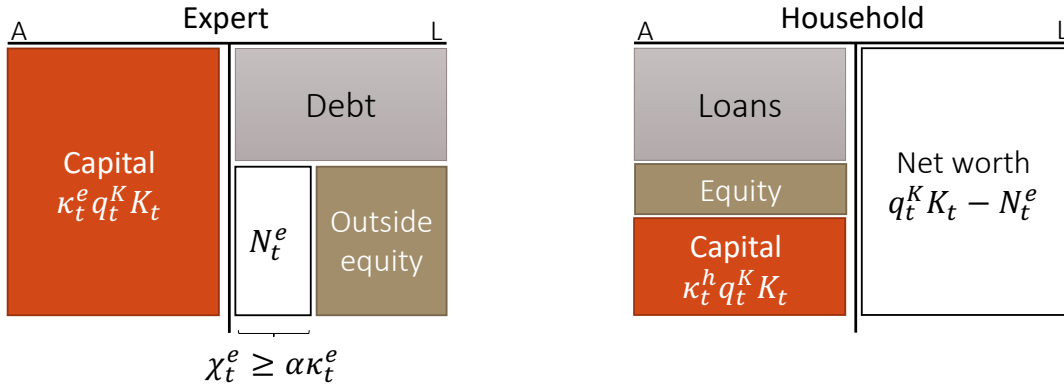 Expert
A
L
Capital
κ_t^e q_t^K K_t
Debt
N_t^e
Outside
equity
χ_t^e ≥ ακ_t^e
Household
A
L
Loans
Equity
Capital
κ_t^h q_t^K K_t
Net worth
q_t^K K_t − N_t^e